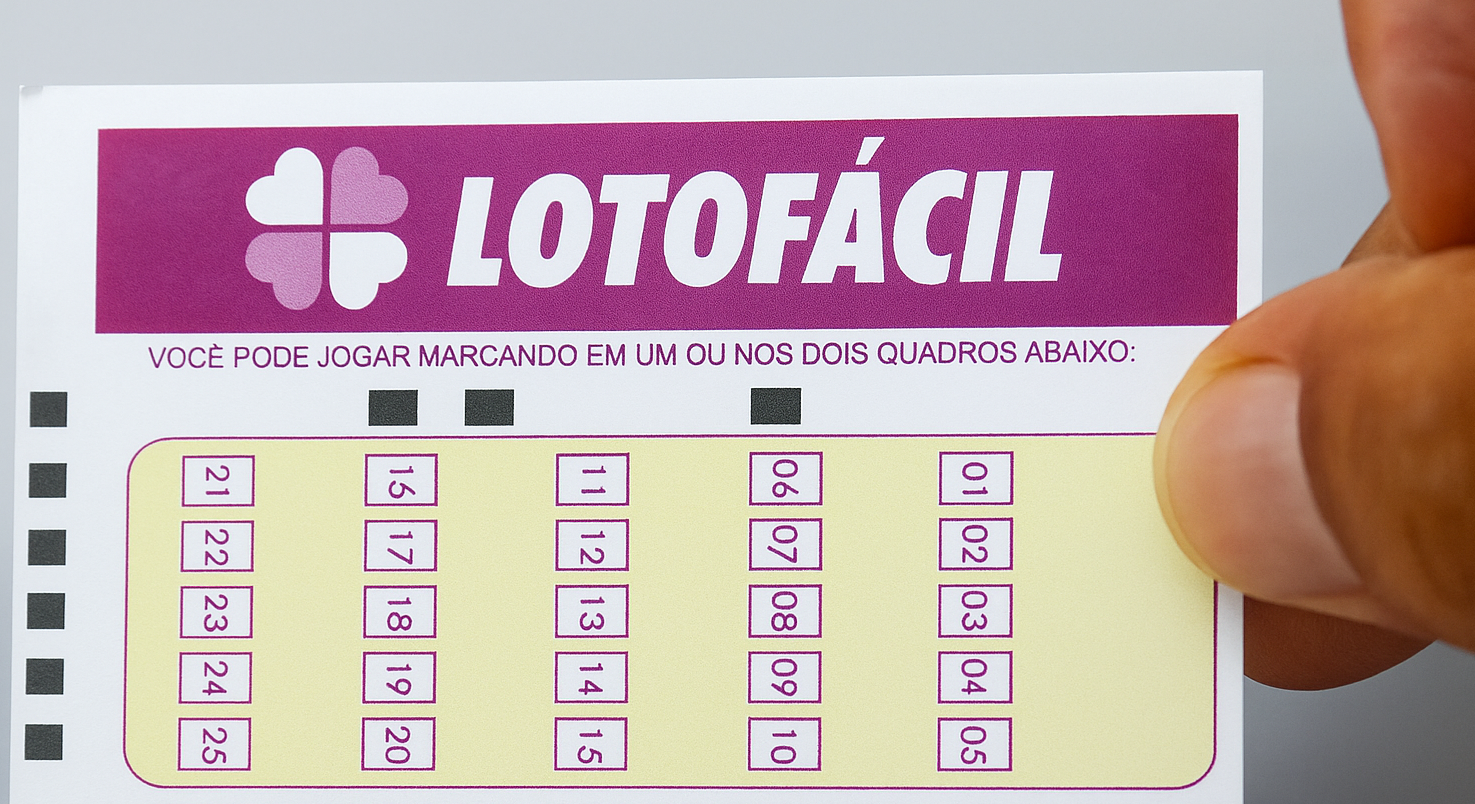 LOTOFÁCIL
VOCÊ PODE JOGAR MARCANDO EM UM OU NOS DOIS QUADROS ABAIXO:
21 16 11 06 01
22 17 12 07 02
23 18 13 08 03
24 19 14 09 04
25 20 15 10 05